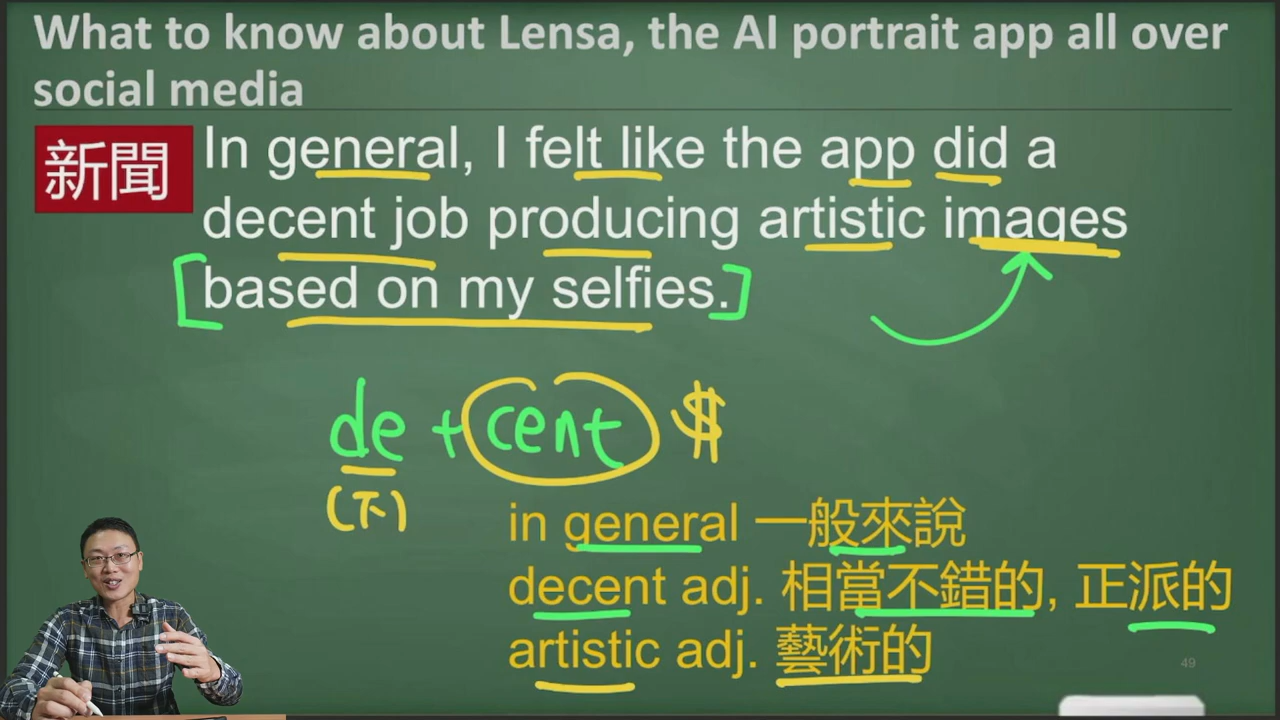 What to know about Lensa, the AI portrait app all over
social media
新聞
In general, I felt like the app did a
decent job producing artistic images
[based on my selfies.]
de + cent $
(下)
in general 一般來說
decent adj. 相當不錯的, 正派的
artistic adj. 藝術的
49